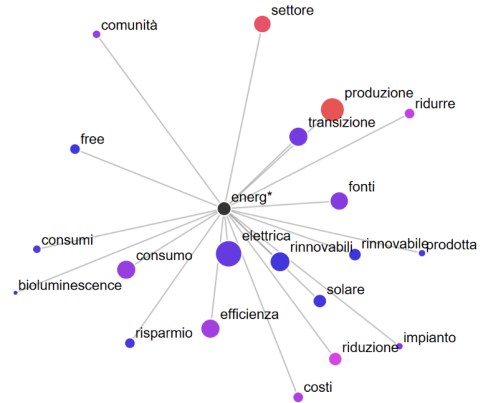 settore
comunità
produzione
ridurre
transizione
free
fonti
energ*
elettrica
consumi
rinnovabili
rinnovabile
prodotta
consumo
bioluminescence
solare
efficienza
risparmio
impianto
riduzione
costi